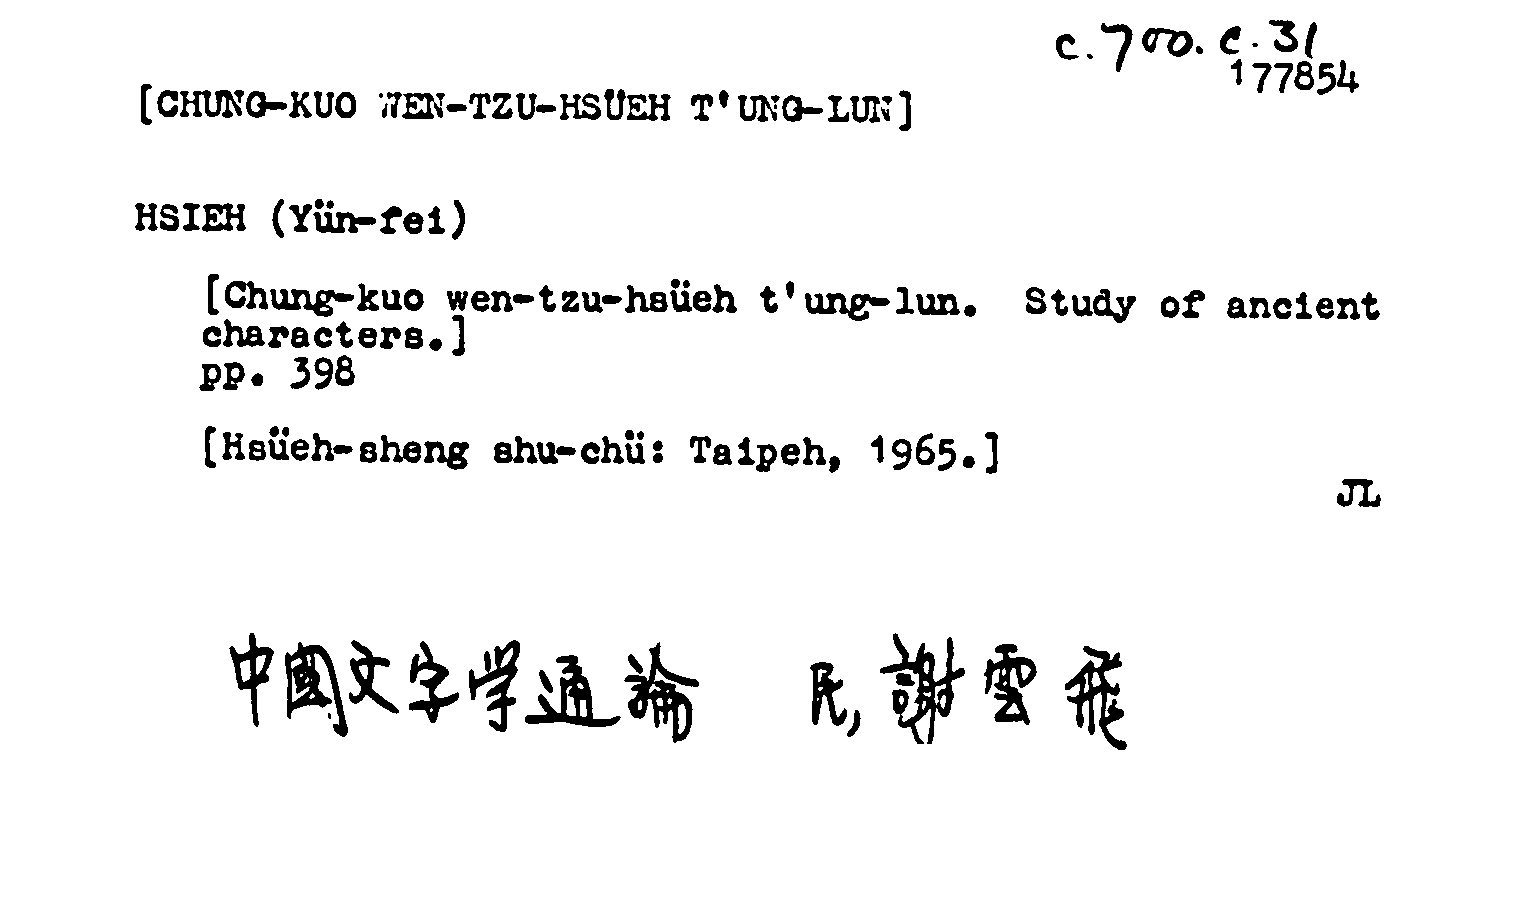 c.700.c.31
177854
[CHUNG-KUO WEN-TZU-HSÜEH T'UNG-LUN]
HSIEH (Yün-fei)
[Chung-kuo wen-tzu-hsüeh t'ung-lun. Study of ancient
characters.]
pp. 398
[Hsüeh-sheng shu-chü: Taipeh, 1965.]
JL
中國文字学通論 民,謝雲飛